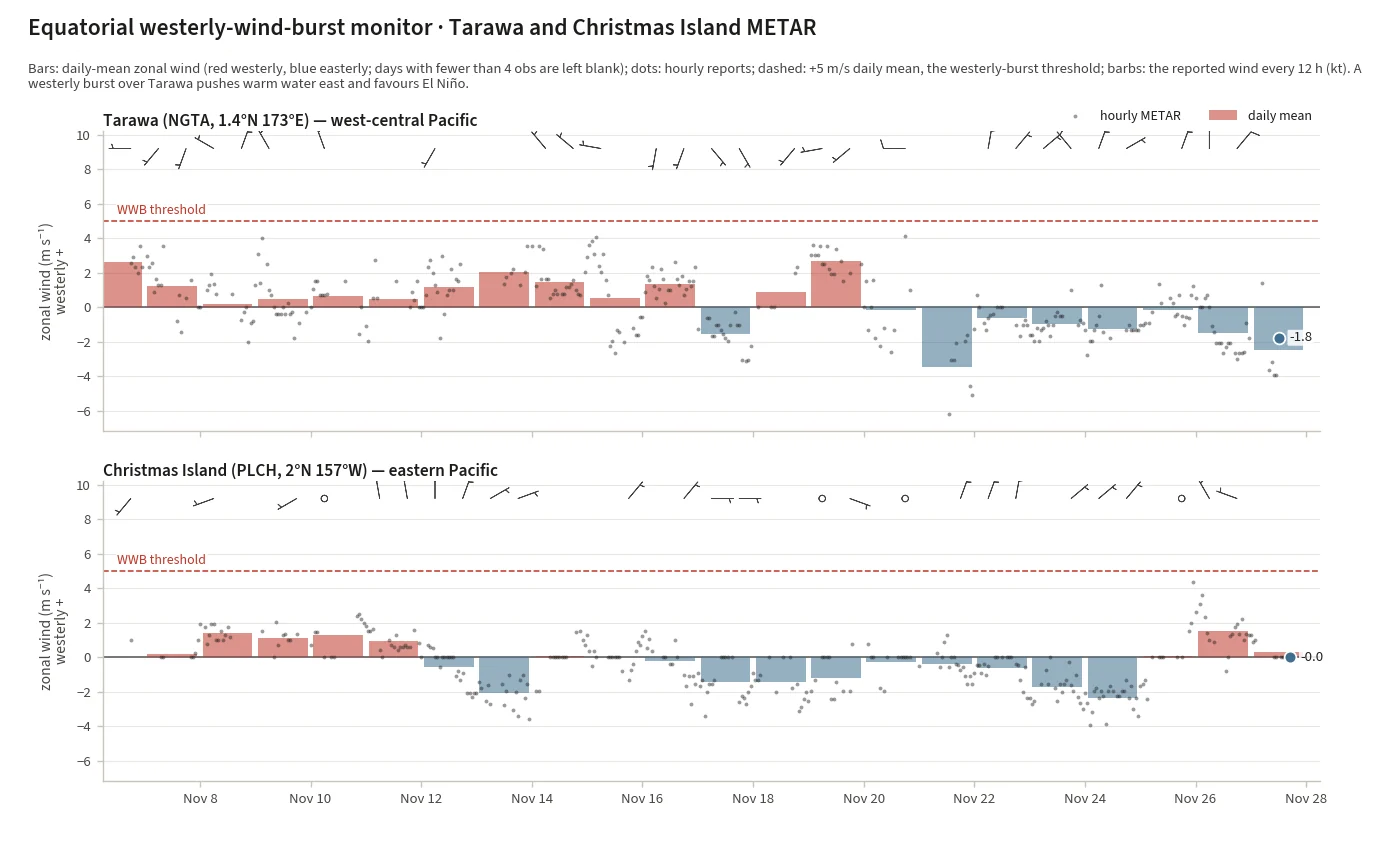 Equatorial westerly-wind-burst monitor · Tarawa and Christmas Island METAR
Bars: daily-mean zonal wind (red westerly, blue easterly; days with fewer than 4 obs are left blank); dots: hourly reports; dashed: +5 m/s daily mean, the westerly-burst threshold; barbs: the reported wind every 12 h (kt). A
westerly burst over Tarawa pushes warm water east and favours El Niño.
Tarawa (NGTA, 1.4°N 173°E) — west-central Pacific
hourly METAR
daily mean
10
8
6
4
2
0
−2
−4
−6
zonal wind (m s⁻¹)
westerly +
WWB threshold
-1.8
Christmas Island (PLCH, 2°N 157°W) — eastern Pacific
10
8
6
4
2
0
−2
−4
−6
zonal wind (m s⁻¹)
westerly +
WWB threshold
-0.0
Nov 8
Nov 10
Nov 12
Nov 14
Nov 16
Nov 18
Nov 20
Nov 22
Nov 24
Nov 26
Nov 28